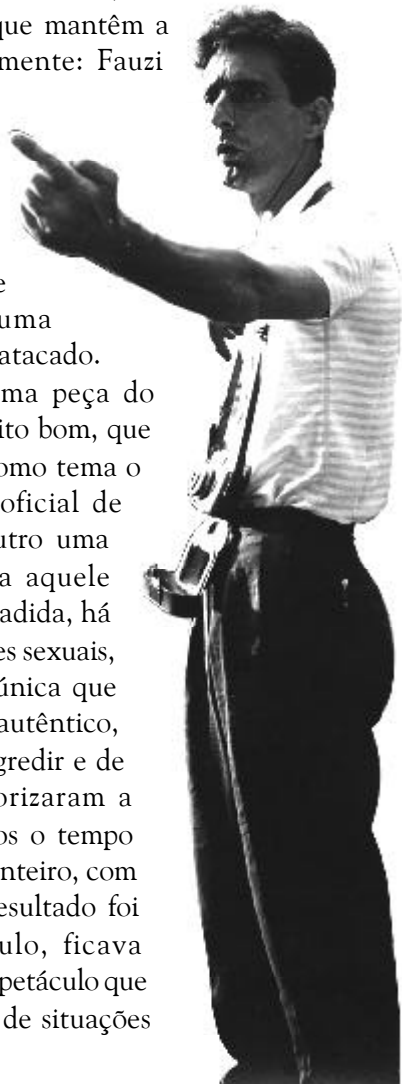 que mantêm a
mente: Fauzi
e
uma
atacado.
ma peça do
ito bom, que
omo tema o
oficial de
utro uma
a aquele
adida, há
es sexuais,
única que
autêntico,
gredir e de
orizaram a
os o tempo
nteiro, com
esultado foi
ulo, ficava
petáculo que
de situações